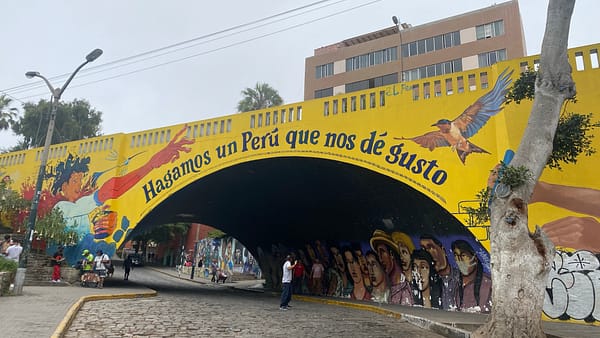 Hagamos un Perú que nos dé gusto